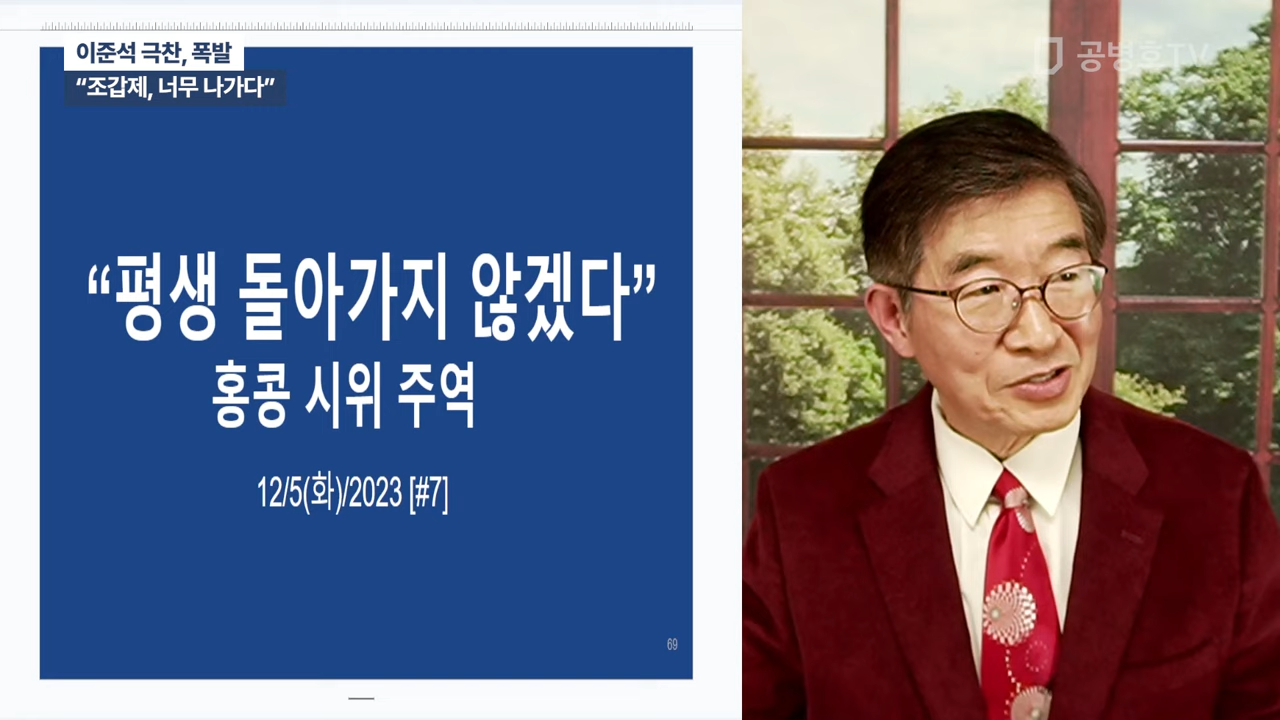 이준석 극찬, 폭발
“조갑제, 너무 나가다”
공병호TV
“평생 돌아가지 않겠다”
홍콩 시위 주역
12/5(화)/2023 [#7]
69